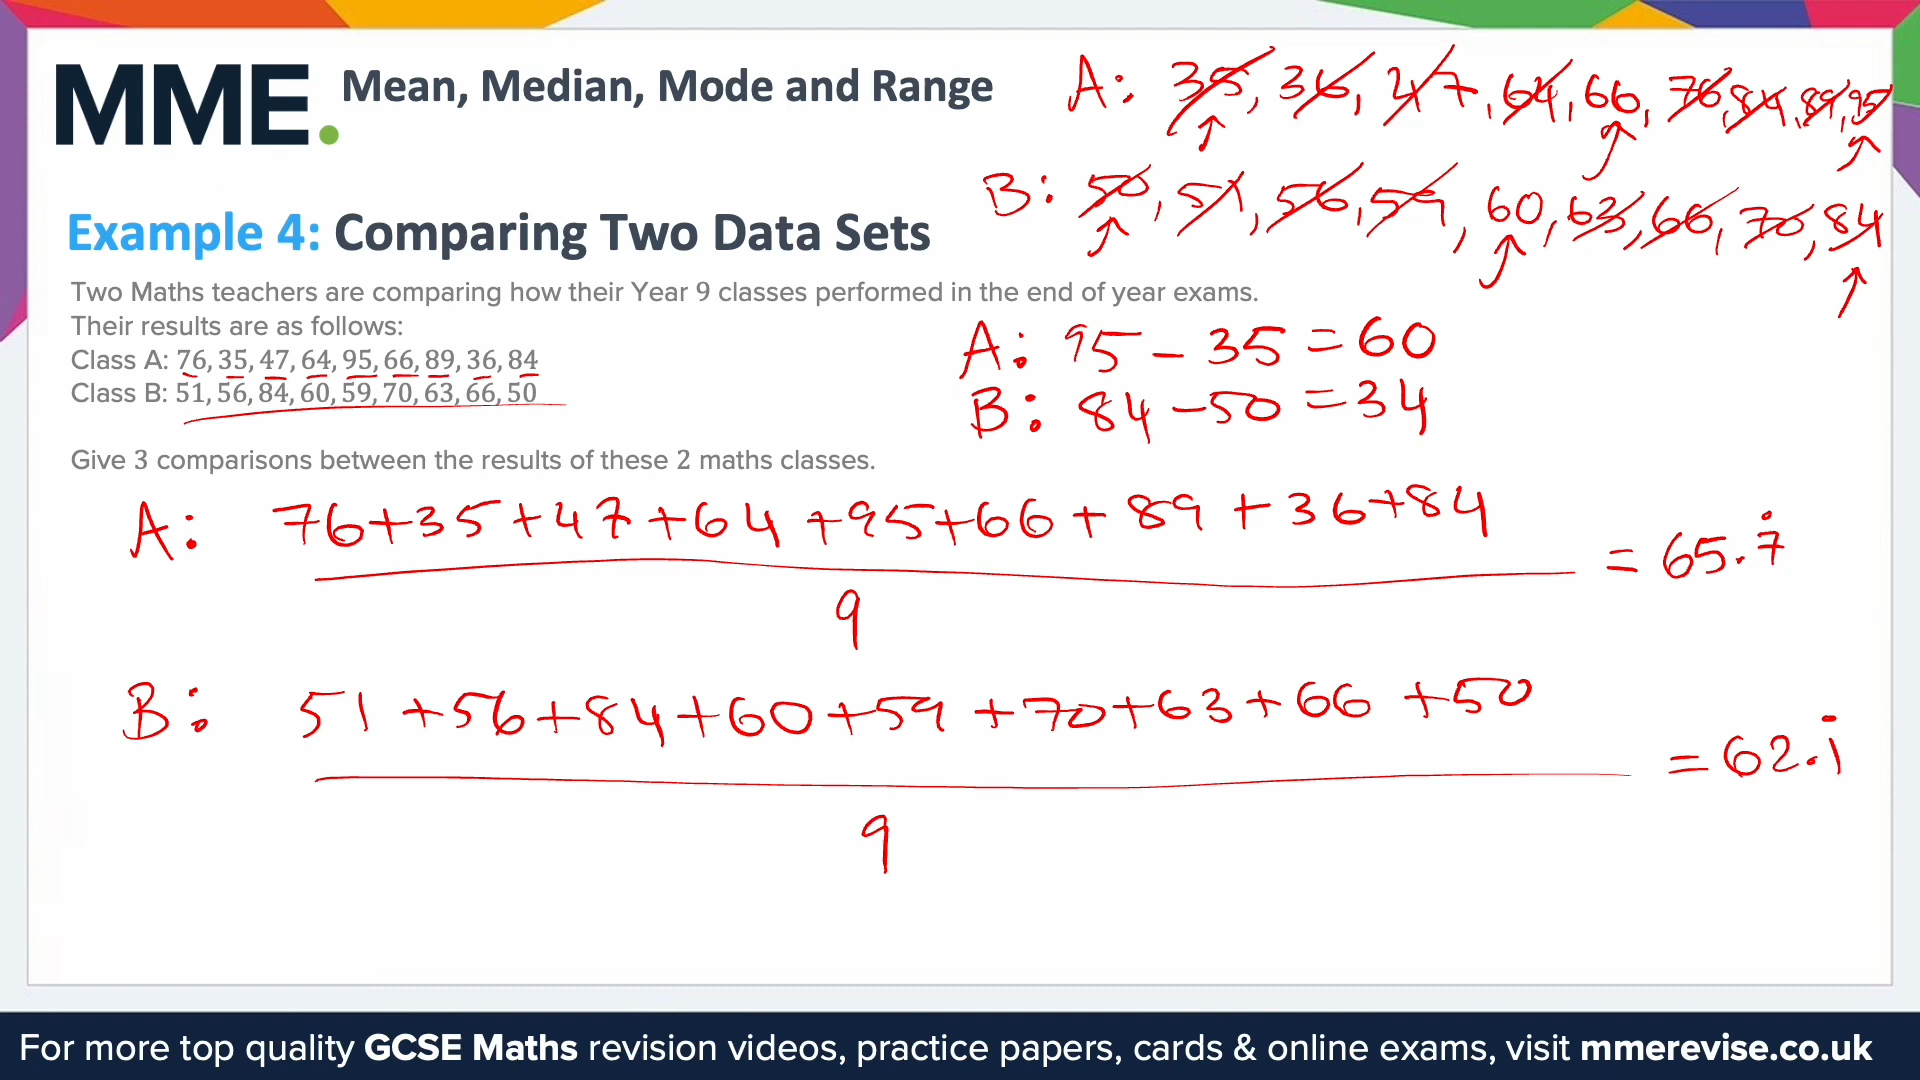 MME.
Mean, Median, Mode and Range
A: 35, 36, 47, 64, 66, 76, 84, 89, 95
B: 50, 51, 56, 59, 60, 63, 66, 70, 84
Example 4: Comparing Two Data Sets
Two Maths teachers are comparing how their Year 9 classes performed in the end of year exams.
Their results are as follows:
Class A: 76, 35, 47, 64, 95, 66, 89, 36, 84
Class B: 51, 56, 84, 60, 59, 70, 63, 66, 50
A: 95 - 35 = 60
B: 84 - 50 = 34
Give 3 comparisons between the results of these 2 maths classes.
A: 76+35+47+64+95+66+89+36+84
= 65.7̇
9
B: 51+56+84+60+59+70+63+66+50
= 62.1̇
9
For more top quality GCSE Maths revision videos, practice papers, cards & online exams, visit mmerevise.co.uk